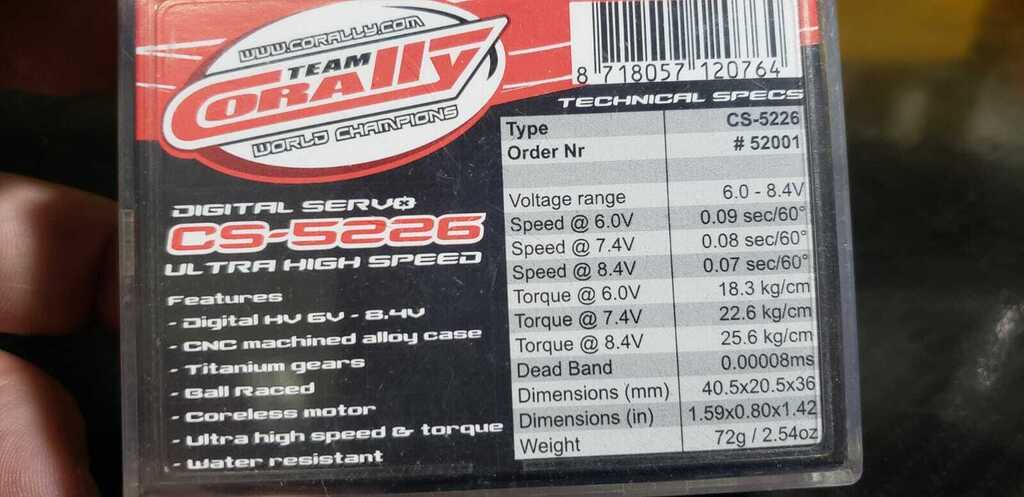 www.corally.com
TEAM
CORAlly
WORLD CHAMPIONS
8 718057 120764
TECHNICAL SPECS
Type CS-5226
Order Nr # 52001
Voltage range 6.0 - 8.4V
Speed @ 6.0V 0.09 sec/60°
Speed @ 7.4V 0.08 sec/60°
Speed @ 8.4V 0.07 sec/60°
Torque @ 6.0V 18.3 kg/cm
Torque @ 7.4V 22.6 kg/cm
Torque @ 8.4V 25.6 kg/cm
Dead Band 0.00008ms
Dimensions (mm) 40.5x20.5x36
Dimensions (in) 1.59x0.80x1.42
Weight 72g / 2.54oz
DIGITAL SERVO
CS-5226
ULTRA HIGH SPEED
Features
- Digital HV 6V - 8.4V
- CNC machined alloy case
- Titanium gears
- Ball Raced
- Coreless motor
- Ultra high speed & torque
- Water resistant